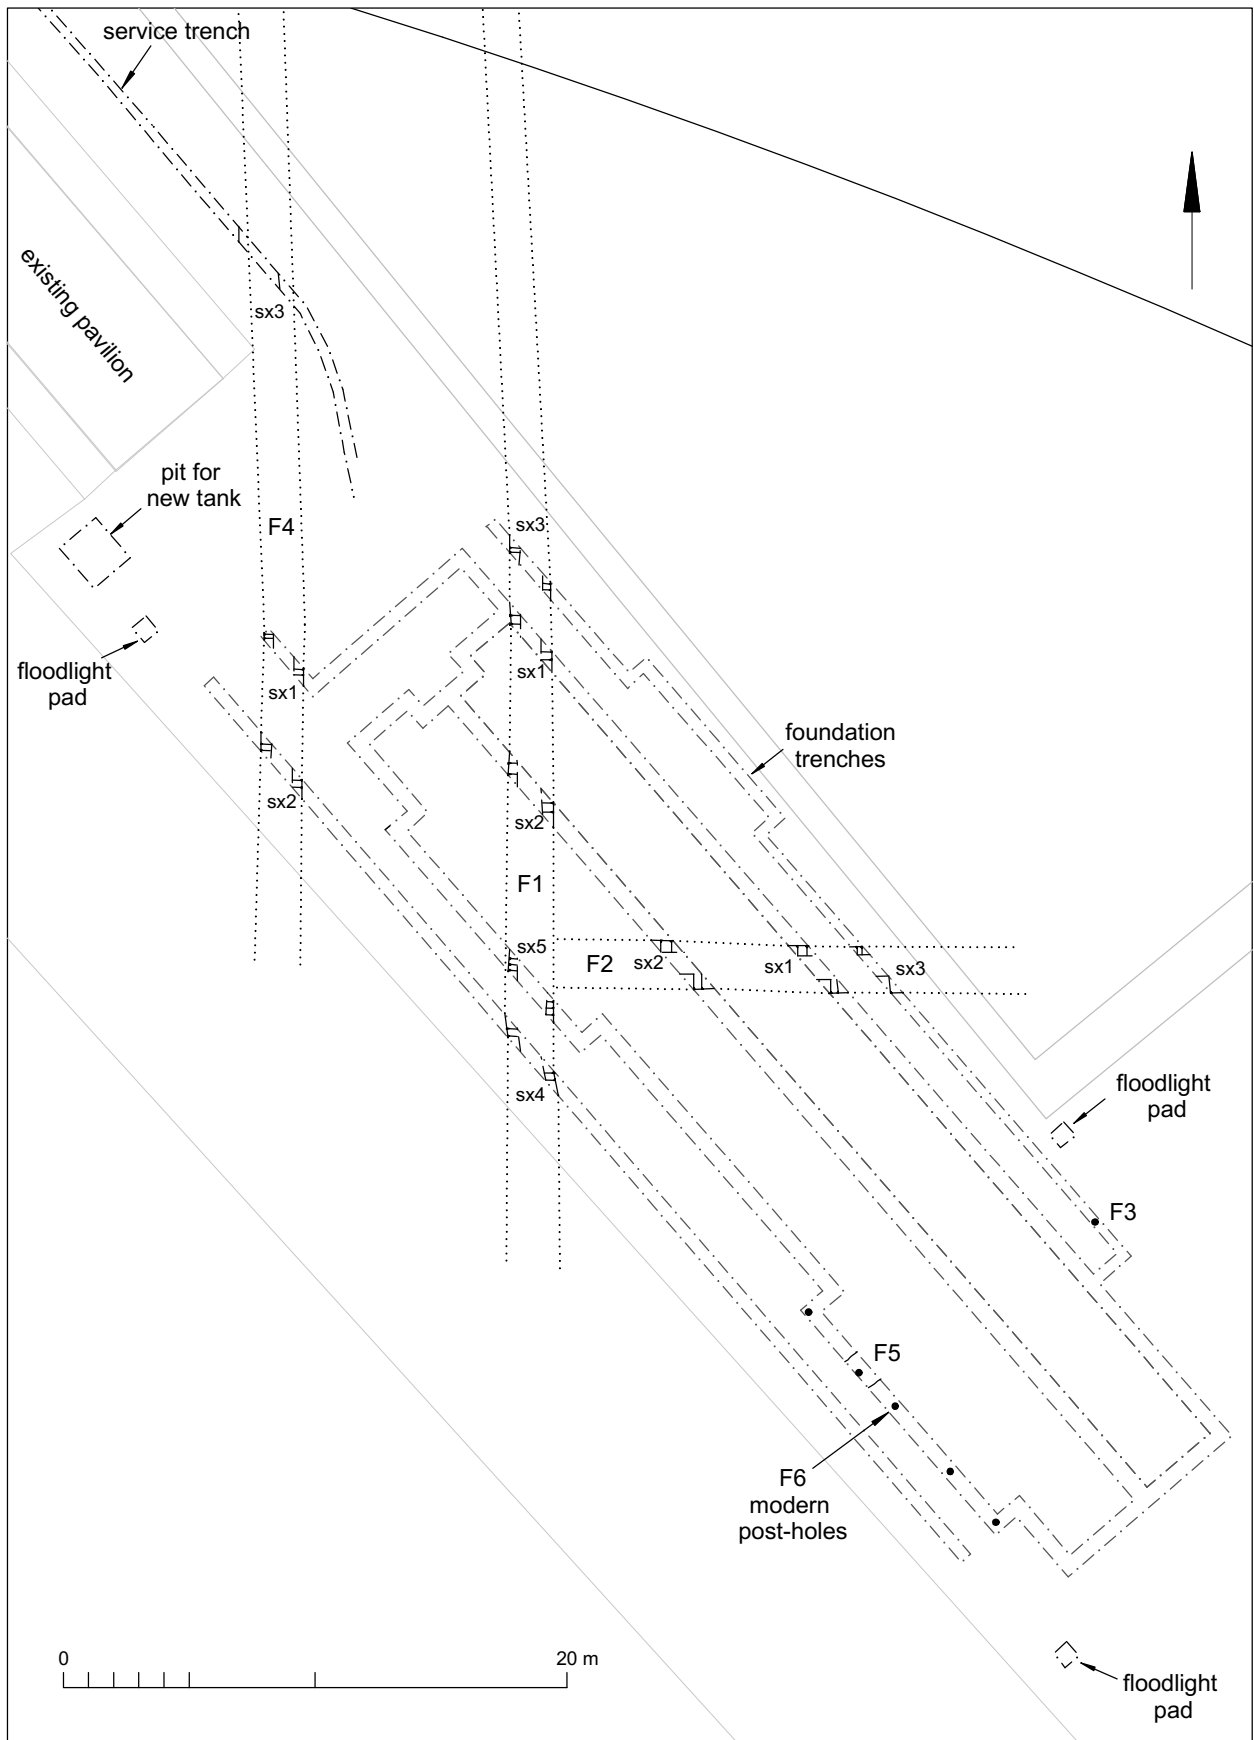 service trench
existing pavilion
sx3
pit for
new tank
F4
sx3
floodlight
pad
sx1
sx1
foundation
trenches
sx2
sx2
F1
sx5
F2
sx2
sx1
sx3
sx4
floodlight
pad
F3
F5
F6
modern
post-holes
0
20 m
floodlight
pad